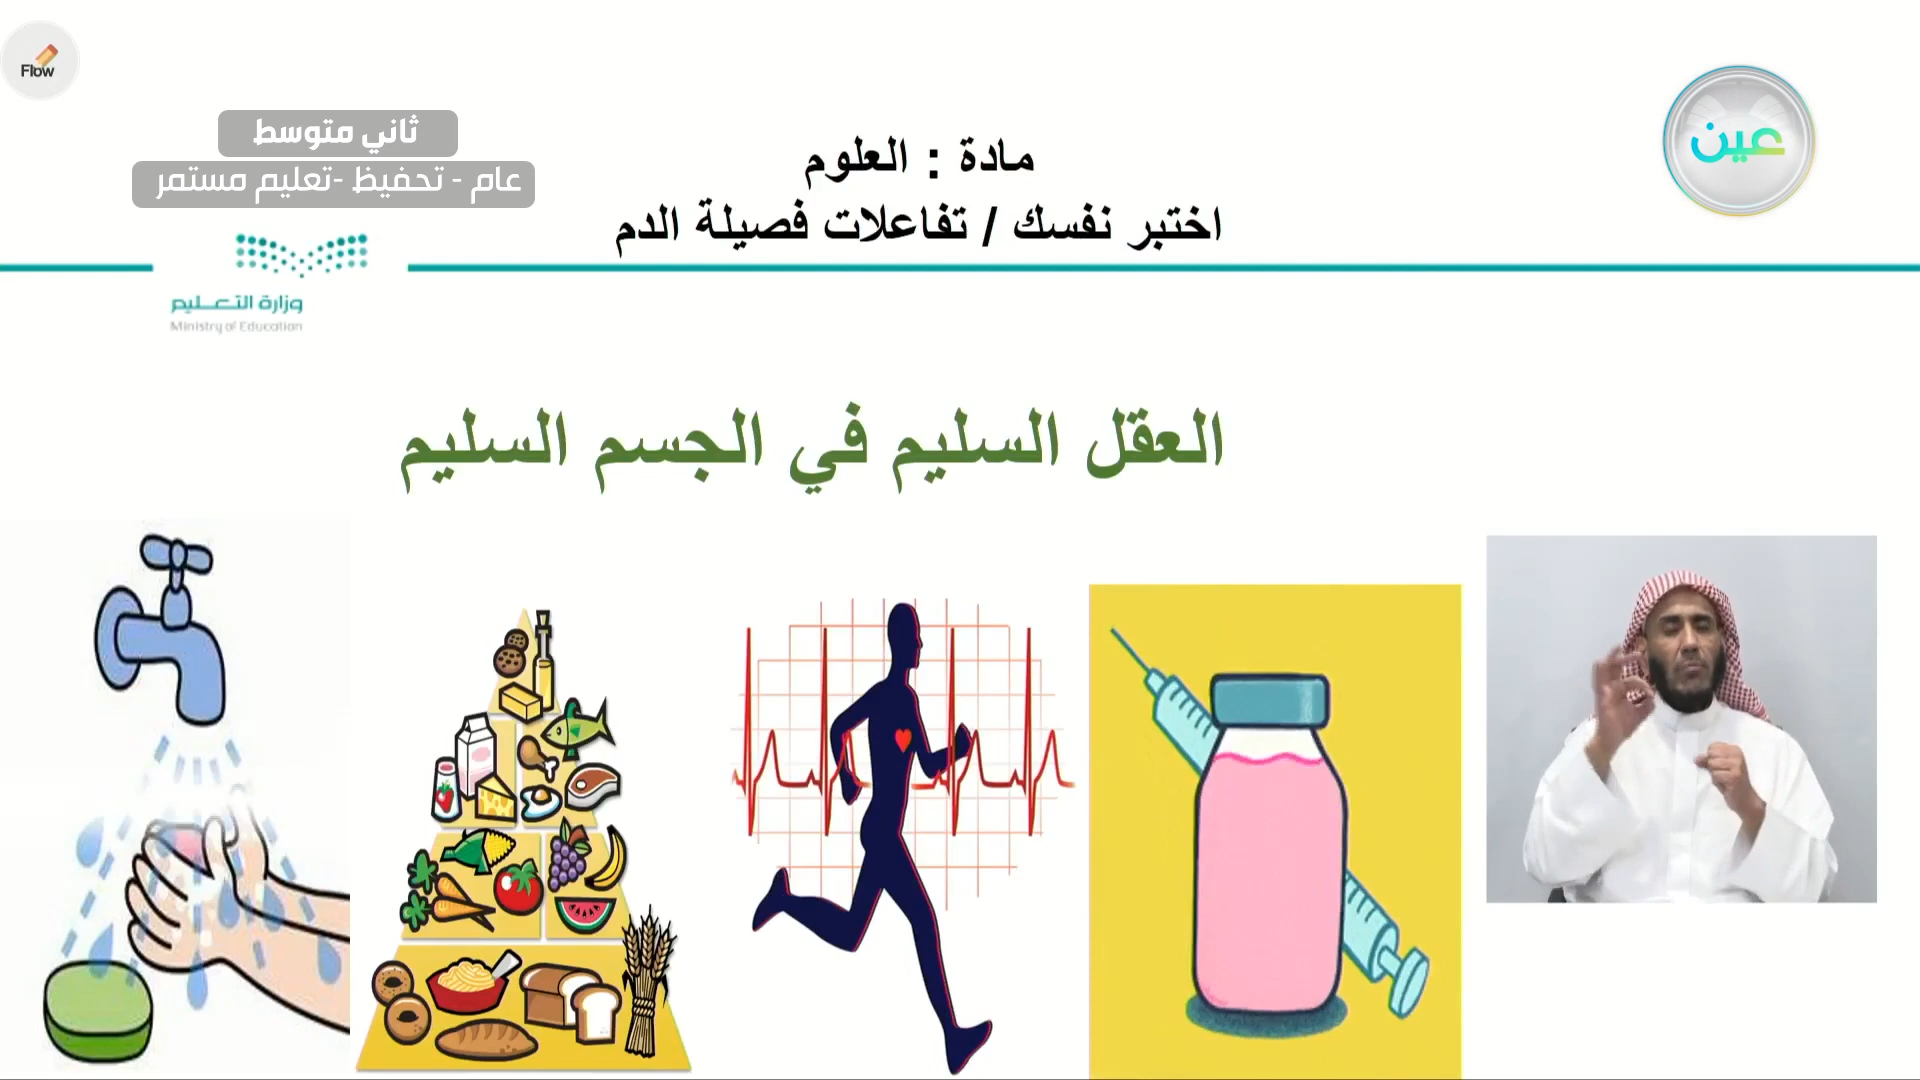 Flow
عين
ثاني متوسط
عام - تحفيظ -تعليم مستمر
مادة : العلوم
اختبر نفسك / تفاعلات فصيلة الدم
وزارة التعليم
Ministry of Education
العقل السليم في الجسم السليم